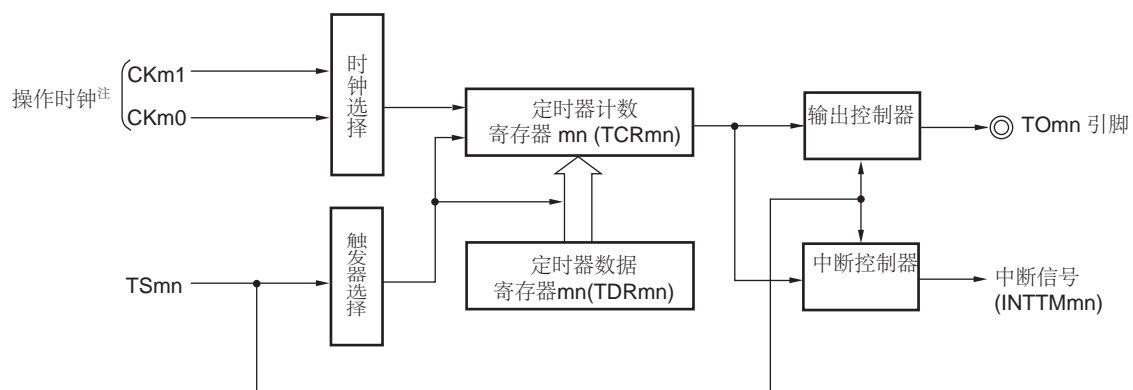 操作时钟注
CKm1
CKm0
时钟选择
定时器计数
寄存器 mn (TCRmn)
输出控制器
TOmn 引脚
TSmn
触发器选择
定时器数据
寄存器mn(TDRmn)
中断控制器
中断信号
(INTTMmn)